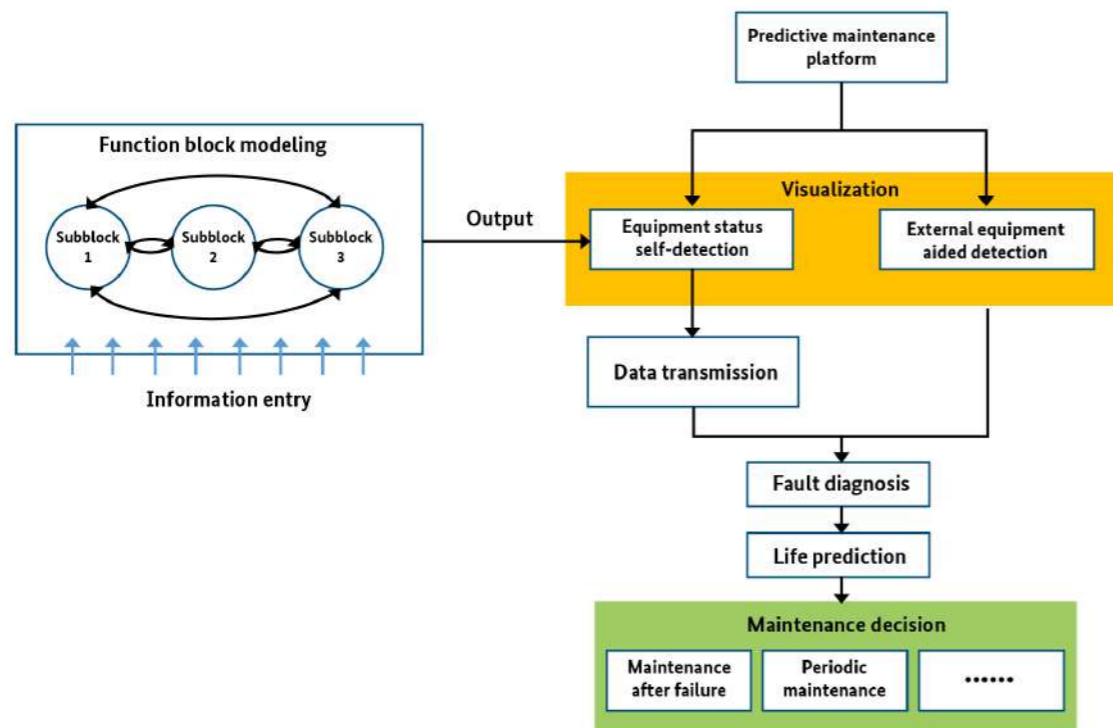 Predictive maintenance
platform
Function block modeling
Subblock
1
Subblock
2
Subblock
3
Information entry
Output
Visualization
Equipment status
self-detection
External equipment
aided detection
Data transmission
Fault diagnosis
Life prediction
Maintenance decision
Maintenance
after failure
Periodic
maintenance
••••••